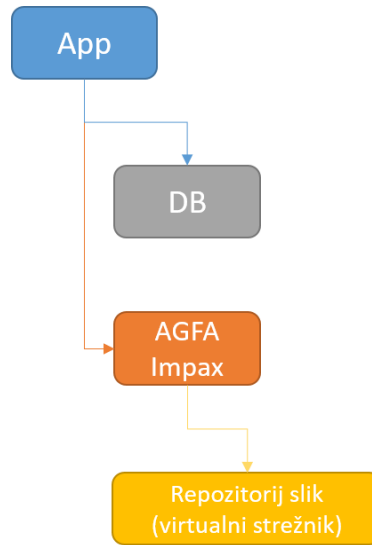 App
DB
AGFA
Impax
Repozitorij slik
(virtualni strežnik)